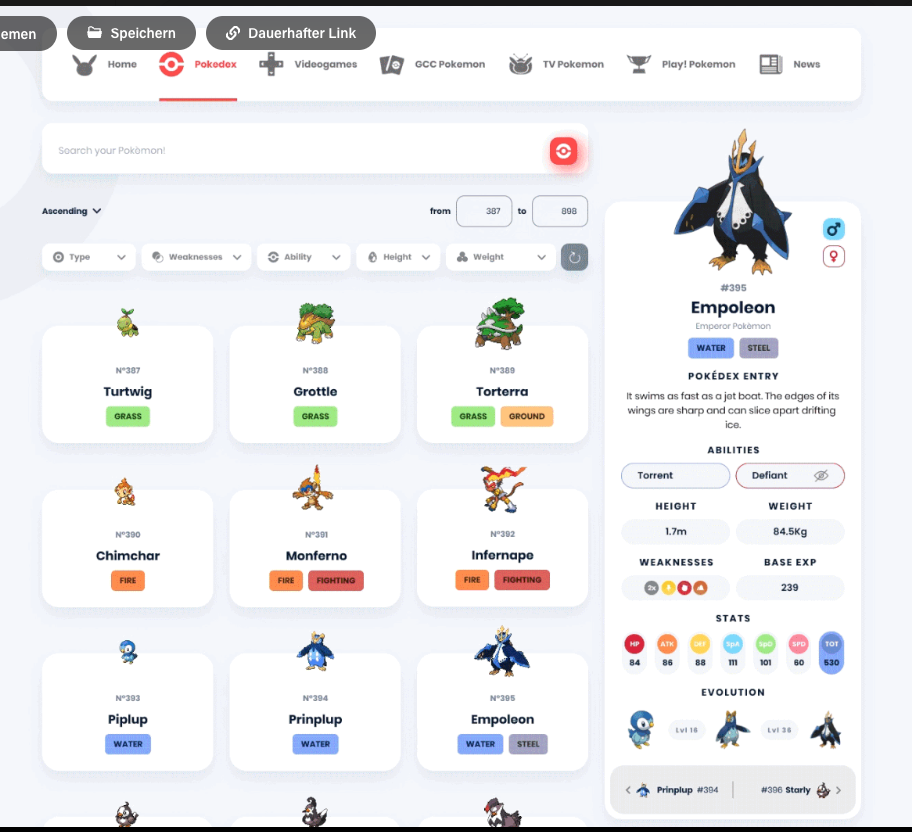 emen
Speichern
Dauerhafter Link
Home
Pokedex
Videogames
GCC Pokemon
TV Pokemon
Play! Pokemon
News
Search your Pokèmon!
Ascending
from 387 to 898
Type
Weaknesses
Ability
Height
Weight
N°387
Turtwig
GRASS
N°388
Grottle
GRASS
N°389
Torterra
GRASS GROUND
N°390
Chimchar
FIRE
N°391
Monferno
FIRE FIGHTING
N°392
Infernape
FIRE FIGHTING
N°393
Piplup
WATER
N°394
Prinplup
WATER
N°395
Empoleon
WATER STEEL
#395
Empoleon
Emperor Pokèmon
WATER STEEL
POKÉDEX ENTRY
It swims as fast as a jet boat. The edges of its
wings are sharp and can slice apart drifting
ice.
ABILITIES
Torrent
Defiant
HEIGHT
WEIGHT
1.7m
84.5Kg
WEAKNESSES
BASE EXP
2x
239
STATS
HP ATK DEF SpA SpD SPD TOT
84 86 88 111 101 60 530
EVOLUTION
Lvl 16
Lvl 36
Prinplup #394
#396 Starly